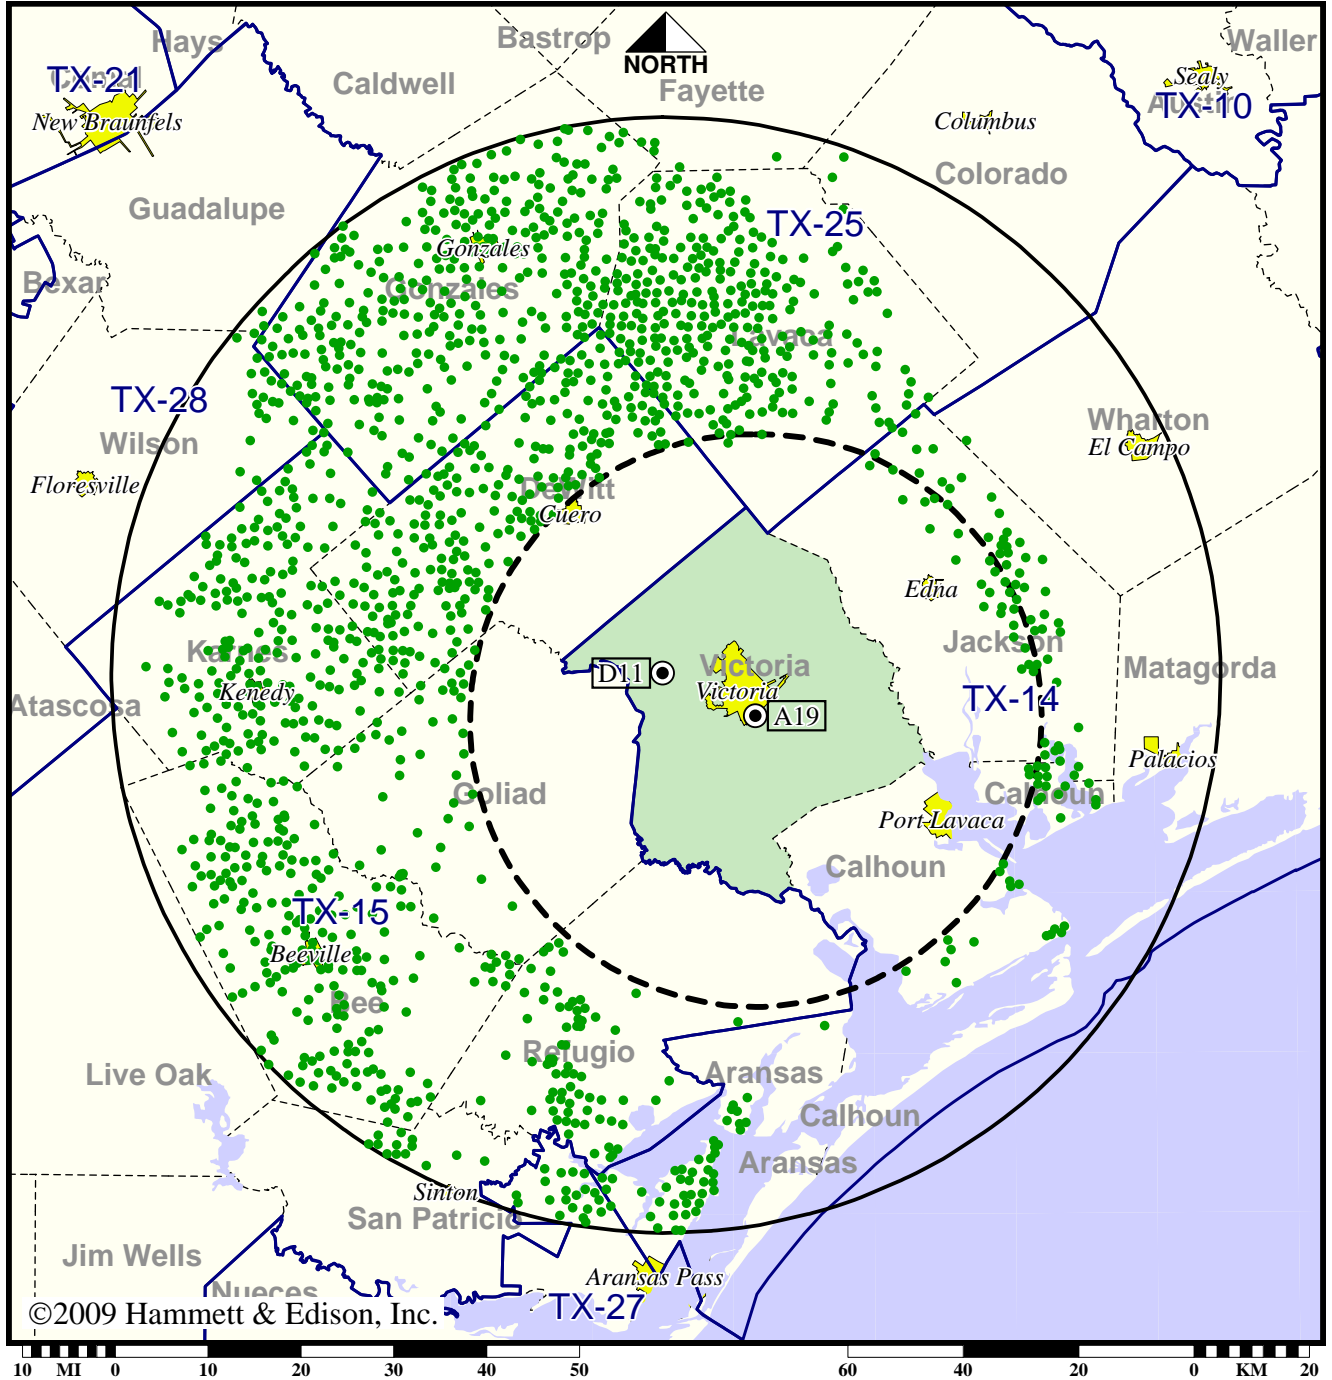 Hays
Bastrop
NORTH
Waller
TX-21
Comal
Caldwell
Fayette
Sealy
TX-10
Austin
New Braunfels
Columbus
Colorado
Guadalupe
TX-25
Gonzales
Bexar
Gonzales
Lavaca
TX-28
Wilson
Wharton
El Campo
Floresville
DeWitt
Cuero
Edna
Karnes
Jackson
Kenedy
D11
Victoria
Victoria
Matagorda
Atascosa
A19
TX-14
Palacios
Goliad
Calhoun
Port Lavaca
Calhoun
TX-15
Beeville
Bee
Refugio
Live Oak
Aransas
Calhoun
Aransas
Sinton
San Patricio
Jim Wells
Aransas Pass
Nueces
TX-27
©2009 Hammett & Edison, Inc.
10 MI 0 10 20 30 40 50 60 40 20 0 KM 20